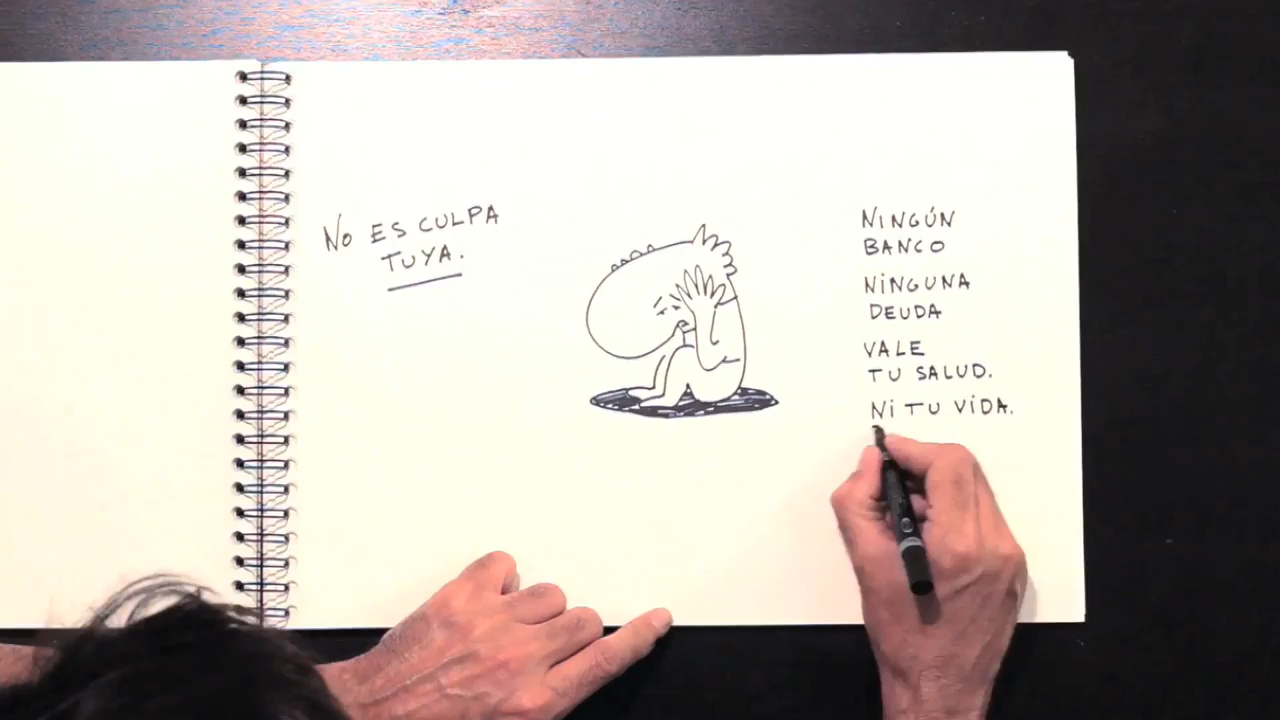 No ES CULPA
TUYA.
NINGÚN
BANCO
NiNGUNA
DEUDA
VALE
TU SALUD.
Ni TU ViDA.